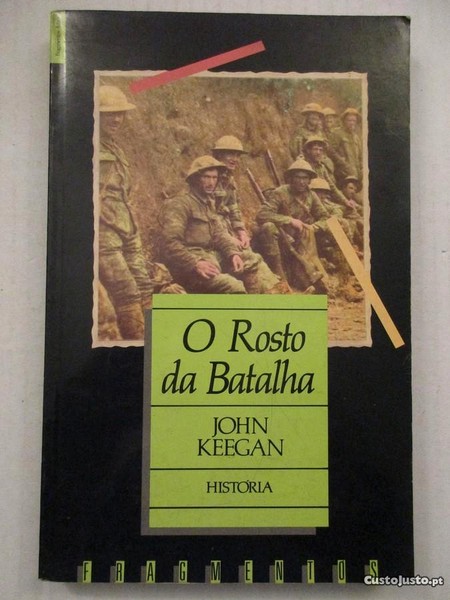 O Rosto
da Batalha
JOHN
KEEGAN
HISTÓRIA
FRAGMENTOS
CustoJusto.pt